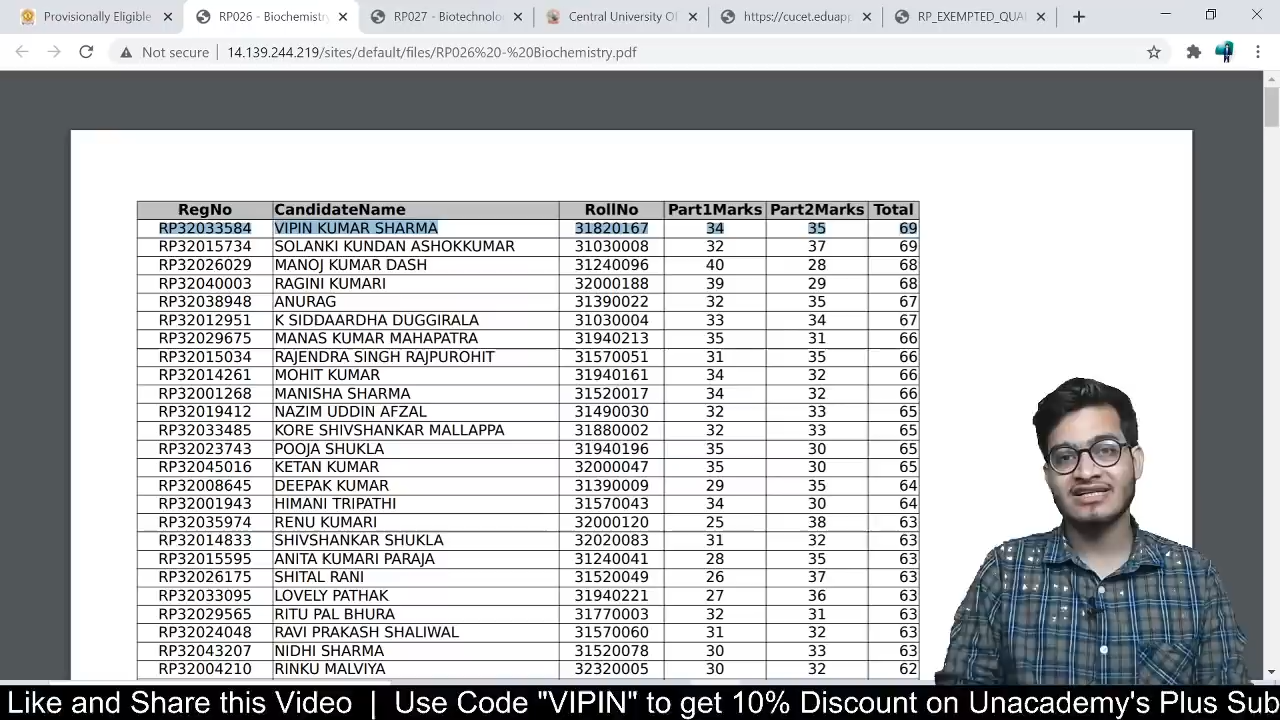 Provisionally Eligible
RP026 - Biochemistry
RP027 - Biotechnolo
Central University Of
https://cucet.eduapp
RP_EXEMPTED_QUA
Not secure | 14.139.244.219/sites/default/files/RP026%20-%20Biochemistry.pdf
RegNo CandidateName RollNo Part1Marks Part2Marks Total
RP32033584 VIPIN KUMAR SHARMA 31820167 34 35 69
RP32015734 SOLANKI KUNDAN ASHOKKUMAR 31030008 32 37 69
RP32026029 MANOJ KUMAR DASH 31240096 40 28 68
RP32040003 RAGINI KUMARI 32000188 39 29 68
RP32038948 ANURAG 31390022 32 35 67
RP32012951 K SIDDAARDHA DUGGIRALA 31030004 33 34 67
RP32029675 MANAS KUMAR MAHAPATRA 31940213 35 31 66
RP32015034 RAJENDRA SINGH RAJPUROHIT 31570051 31 35 66
RP32014261 MOHIT KUMAR 31940161 34 32 66
RP32001268 MANISHA SHARMA 31520017 34 32 66
RP32019412 NAZIM UDDIN AFZAL 31490030 32 33 65
RP32033485 KORE SHIVSHANKAR MALLAPPA 31880002 32 33 65
RP32023743 POOJA SHUKLA 31940196 35 30 65
RP32045016 KETAN KUMAR 32000047 35 30 65
RP32008645 DEEPAK KUMAR 31390009 29 35 64
RP32001943 HIMANI TRIPATHI 31570043 34 30 64
RP32035974 RENU KUMARI 32000120 25 38 63
RP32014833 SHIVSHANKAR SHUKLA 32020083 31 32 63
RP32015595 ANITA KUMARI PARAJA 31240041 28 35 63
RP32026175 SHITAL RANI 31520049 26 37 63
RP32033095 LOVELY PATHAK 31940221 27 36 63
RP32029565 RITU PAL BHURA 31770003 32 31 63
RP32024048 RAVI PRAKASH SHALIWAL 31570060 31 32 63
RP32043207 NIDHI SHARMA 31520078 30 33 63
RP32004210 RINKU MALVIYA 32320005 30 32 62
Like and Share this Video | Use Code "VIPIN" to get 10% Discount on Unacademy's Plus Sub